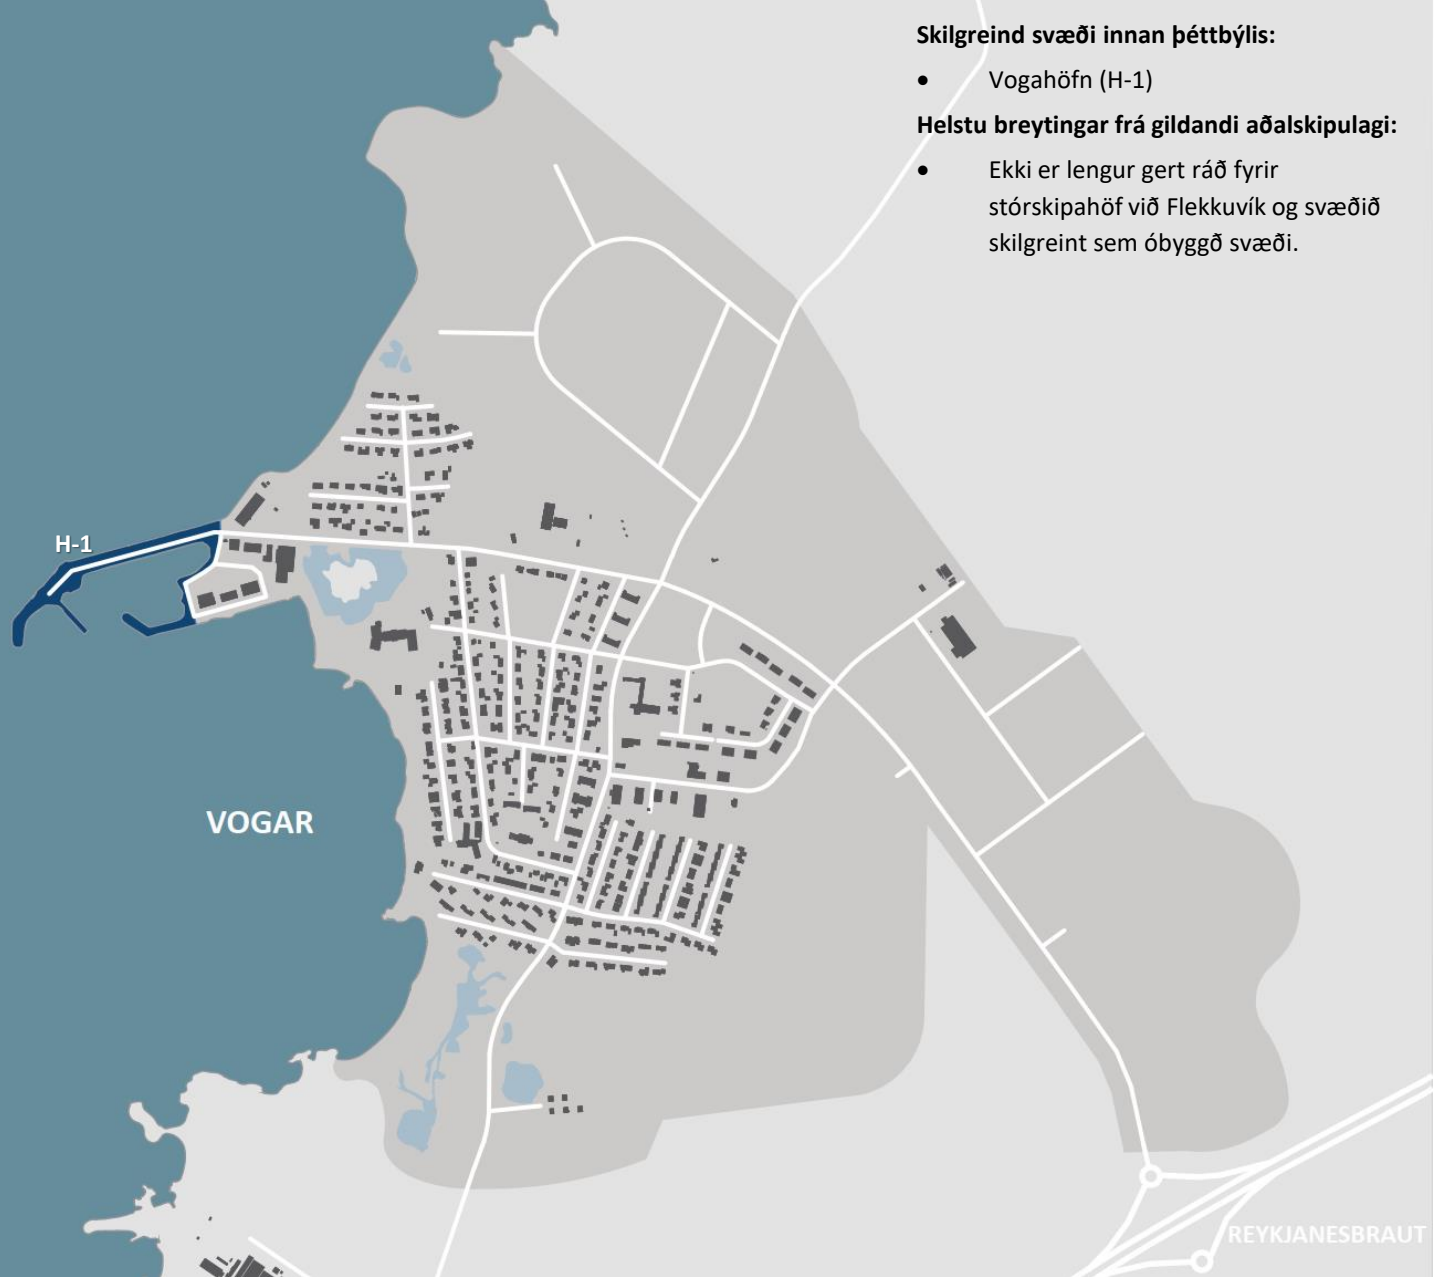 Skilgreind svæði innan þéttbýlis:
• Vogahöfn (H-1)
Helstu breytingar frá gildandi aðalskipulagi:
• Ekki er lengur gert ráð fyrir
stórskipahöf við Flekkuvík og svæðið
skilgreint sem óbyggð svæði.
H-1
VOGAR
REYKJANESBRAUT